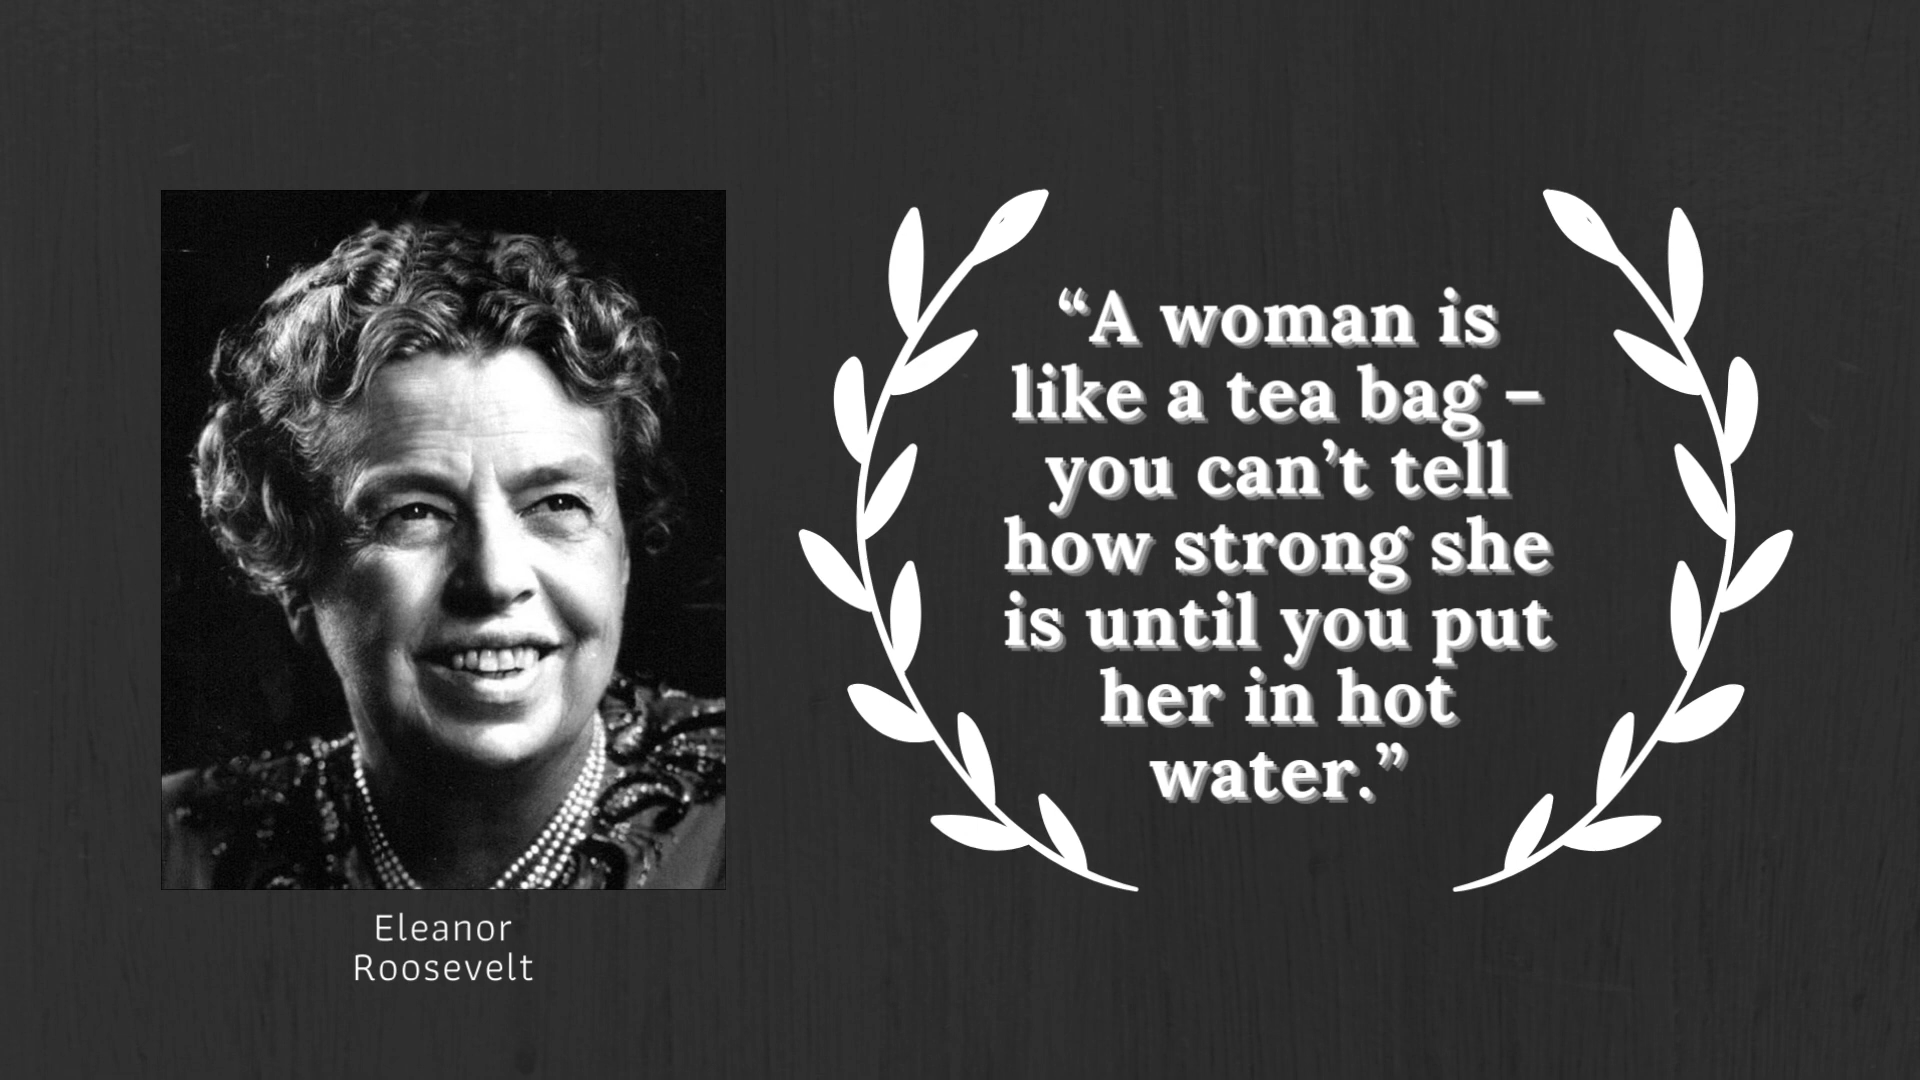 Eleanor
Roosevelt
“A woman is
like a tea bag –
you can’t tell
how strong she
is until you put
her in hot
water.”